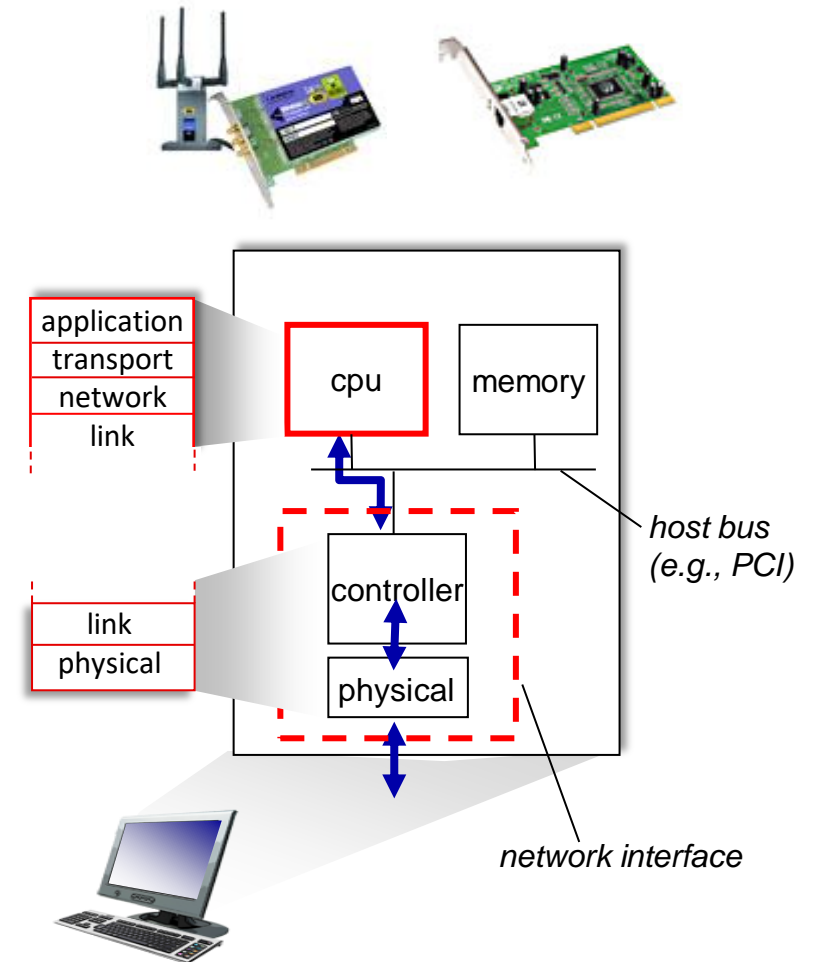 application
transport
network
link
cpu
memory
host bus
(e.g., PCI)
controller
link
physical
physical
network interface